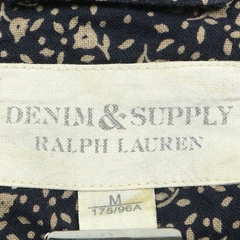 DENIM & SUPPLY
RALPH LAUREN
M
175/96A